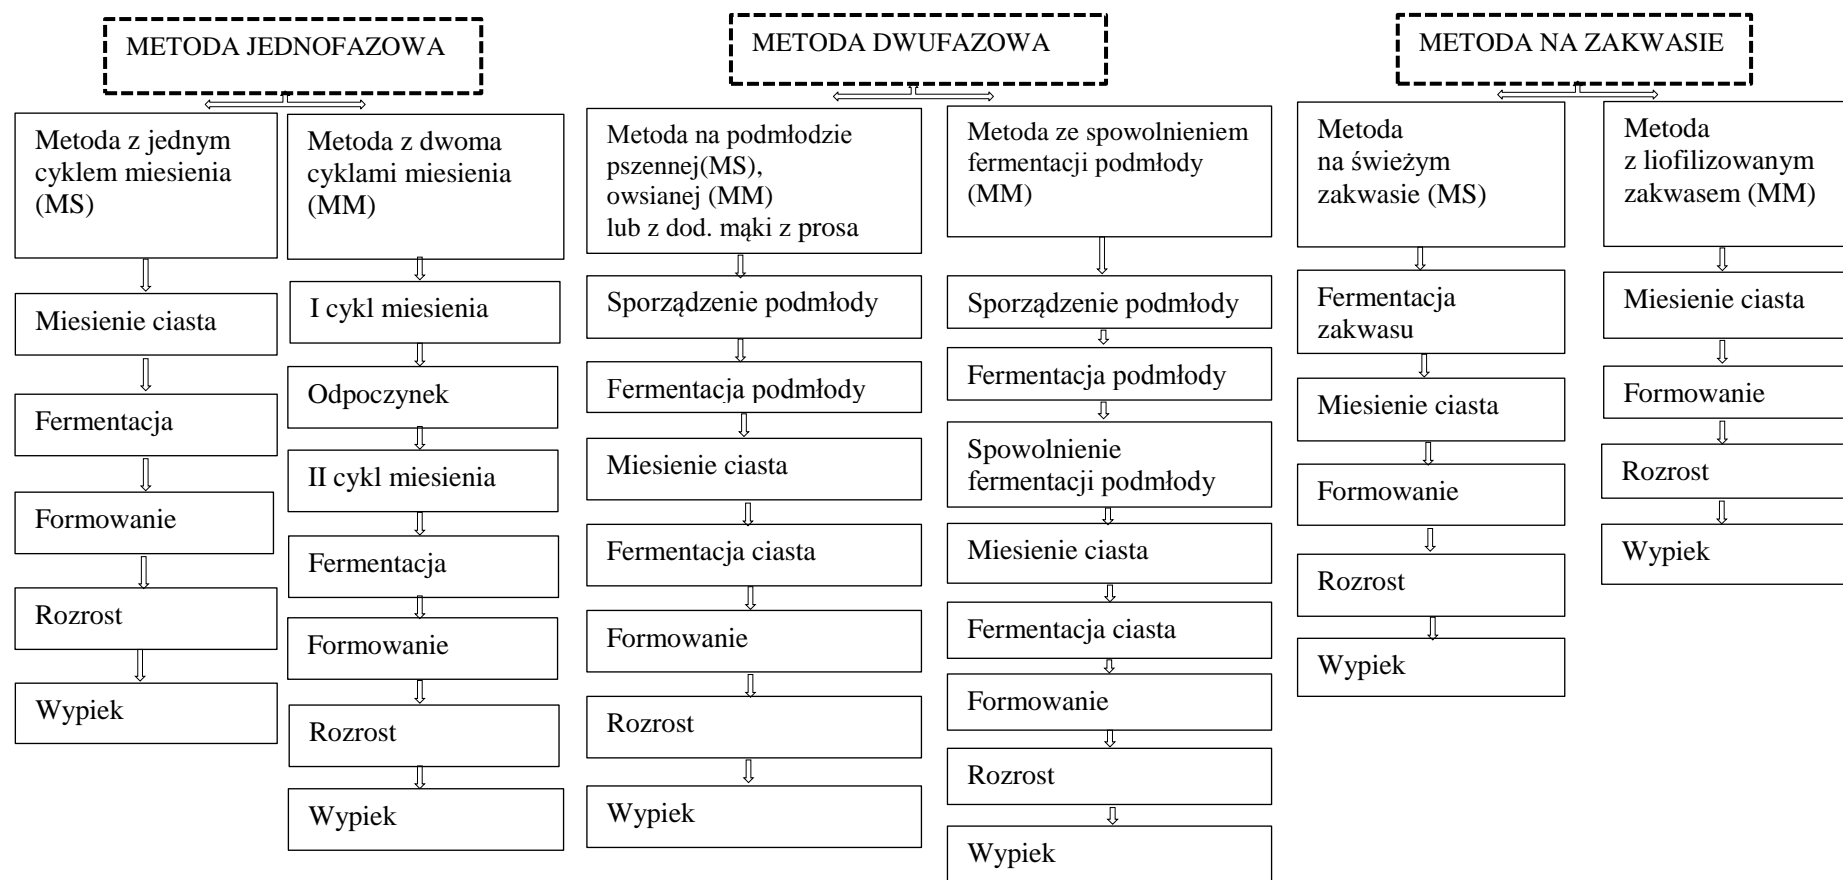 METODA JEDNOFAZOWA
Metoda z jednym
cyklem miesienia
(MS)
Miesienie ciasta
Fermentacja
Formowanie
Rozrost
Wypiek
Metoda z dwoma
cyklami miesienia
(MM)
I cykl miesienia
Odpoczynek
II cykl miesienia
Fermentacja
Formowanie
Rozrost
Wypiek
METODA DWUFAZOWA
Metoda na podmłodzie
pszennej(MS),
owsianej (MM)
lub z dod. mąki z prosa
Sporządzenie podmłody
Fermentacja podmłody
Miesienie ciasta
Fermentacja ciasta
Formowanie
Rozrost
Wypiek
Metoda ze spowolnieniem
fermentacji podmłody
(MM)
Sporządzenie podmłody
Fermentacja podmłody
Spowolnienie
fermentacji podmłody
Miesienie ciasta
Fermentacja ciasta
Formowanie
Rozrost
Wypiek
METODA NA ZAKWASIE
Metoda
na świeżym
zakwasie (MS)
Fermentacja
zakwasu
Miesienie ciasta
Formowanie
Rozrost
Wypiek
Metoda
z liofilizowanym
zakwasem (MM)
Miesienie ciasta
Formowanie
Rozrost
Wypiek